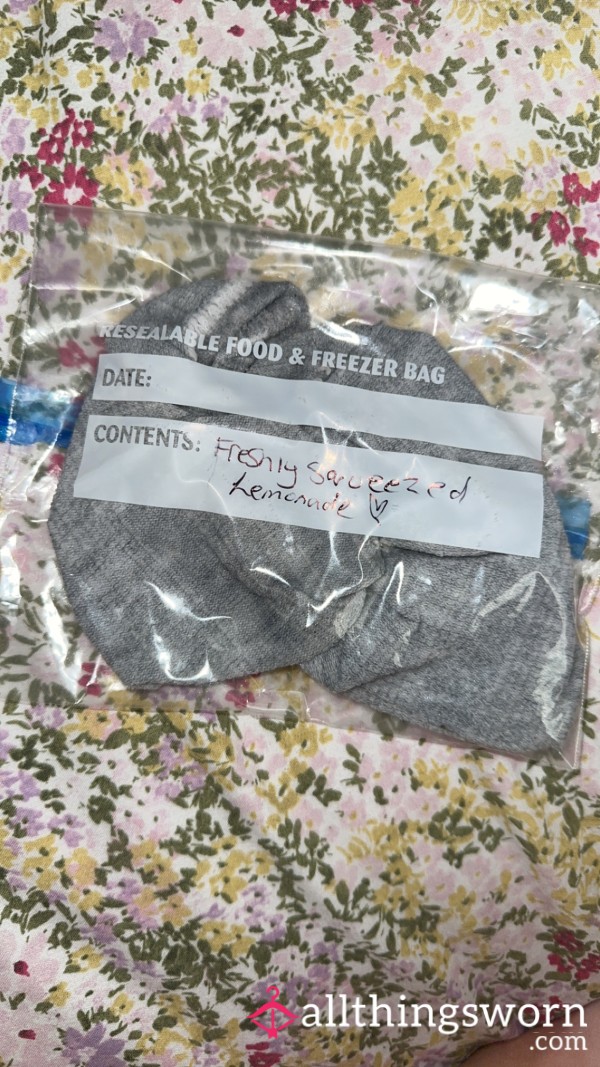 RESEALABLE FOOD & FREEZER BAG
DATE:
CONTENTS: Freshly Squeezed
Lemonade
allthingsworn
.com